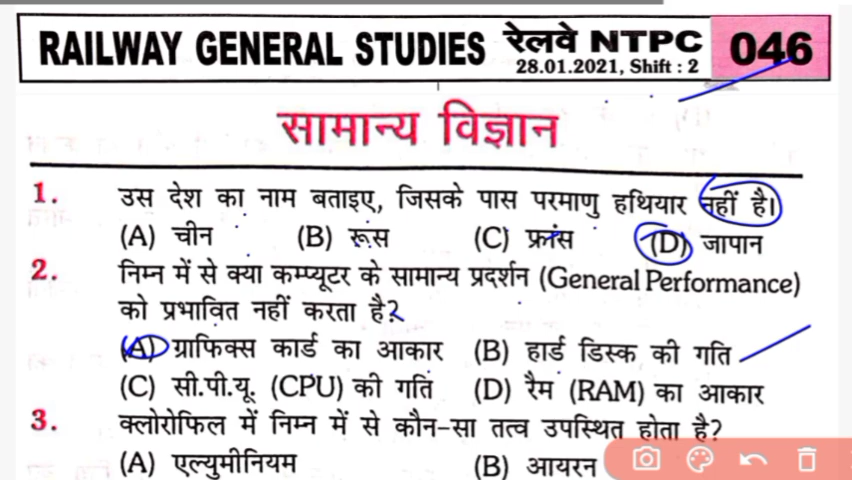 RAILWAY GENERAL STUDIES रेलवे NTPC 046
28.01.2021, Shift : 2
सामान्य विज्ञान
1. उस देश का नाम बताइए, जिसके पास परमाणु हथियार नहीं है।
(A) चीन (B) रूस (C) फ्रांस (D) जापान
2. निम्न में से क्या कम्प्यूटर के सामान्य प्रदर्शन (General Performance)
को प्रभावित नहीं करता है?
(A) ग्राफिक्स कार्ड का आकार (B) हार्ड डिस्क की गति
(C) सी.पी.यू. (CPU) की गति (D) रैम (RAM) का आकार
3. क्लोरोफिल में निम्न में से कौन-सा तत्व उपस्थित होता है?
(A) एल्युमीनियम (B) आयरन